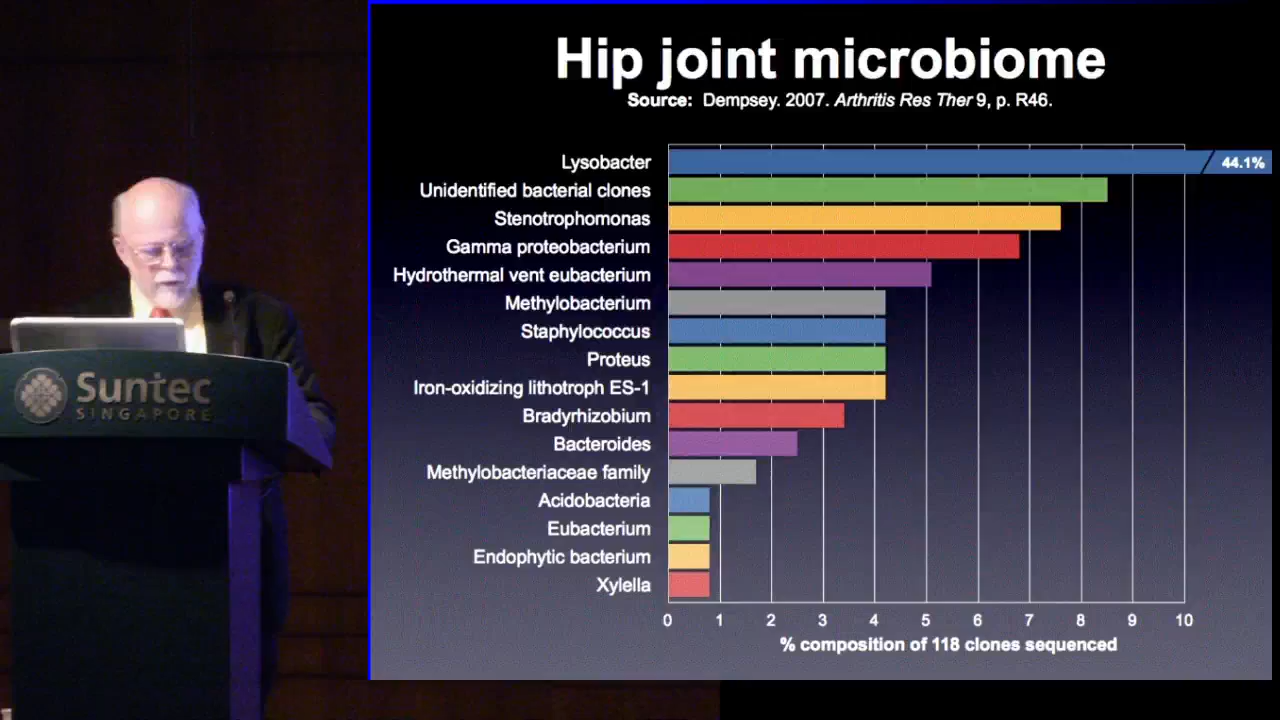 Hip joint microbiome
Source: Dempsey. 2007. Arthritis Res Ther 9, p. R46.
Lysobacter
44.1%
Unidentified bacterial clones
Stenotrophomonas
Gamma proteobacterium
Hydrothermal vent eubacterium
Methylobacterium
Staphylococcus
Proteus
Iron-oxidizing lithotroph ES-1
Bradyrhizobium
Bacteroides
Methylobacteriaceae family
Acidobacteria
Eubacterium
Endophytic bacterium
Xylella
0 1 2 3 4 5 6 7 8 9 10
% composition of 118 clones sequenced
Suntec
SINGAPORE